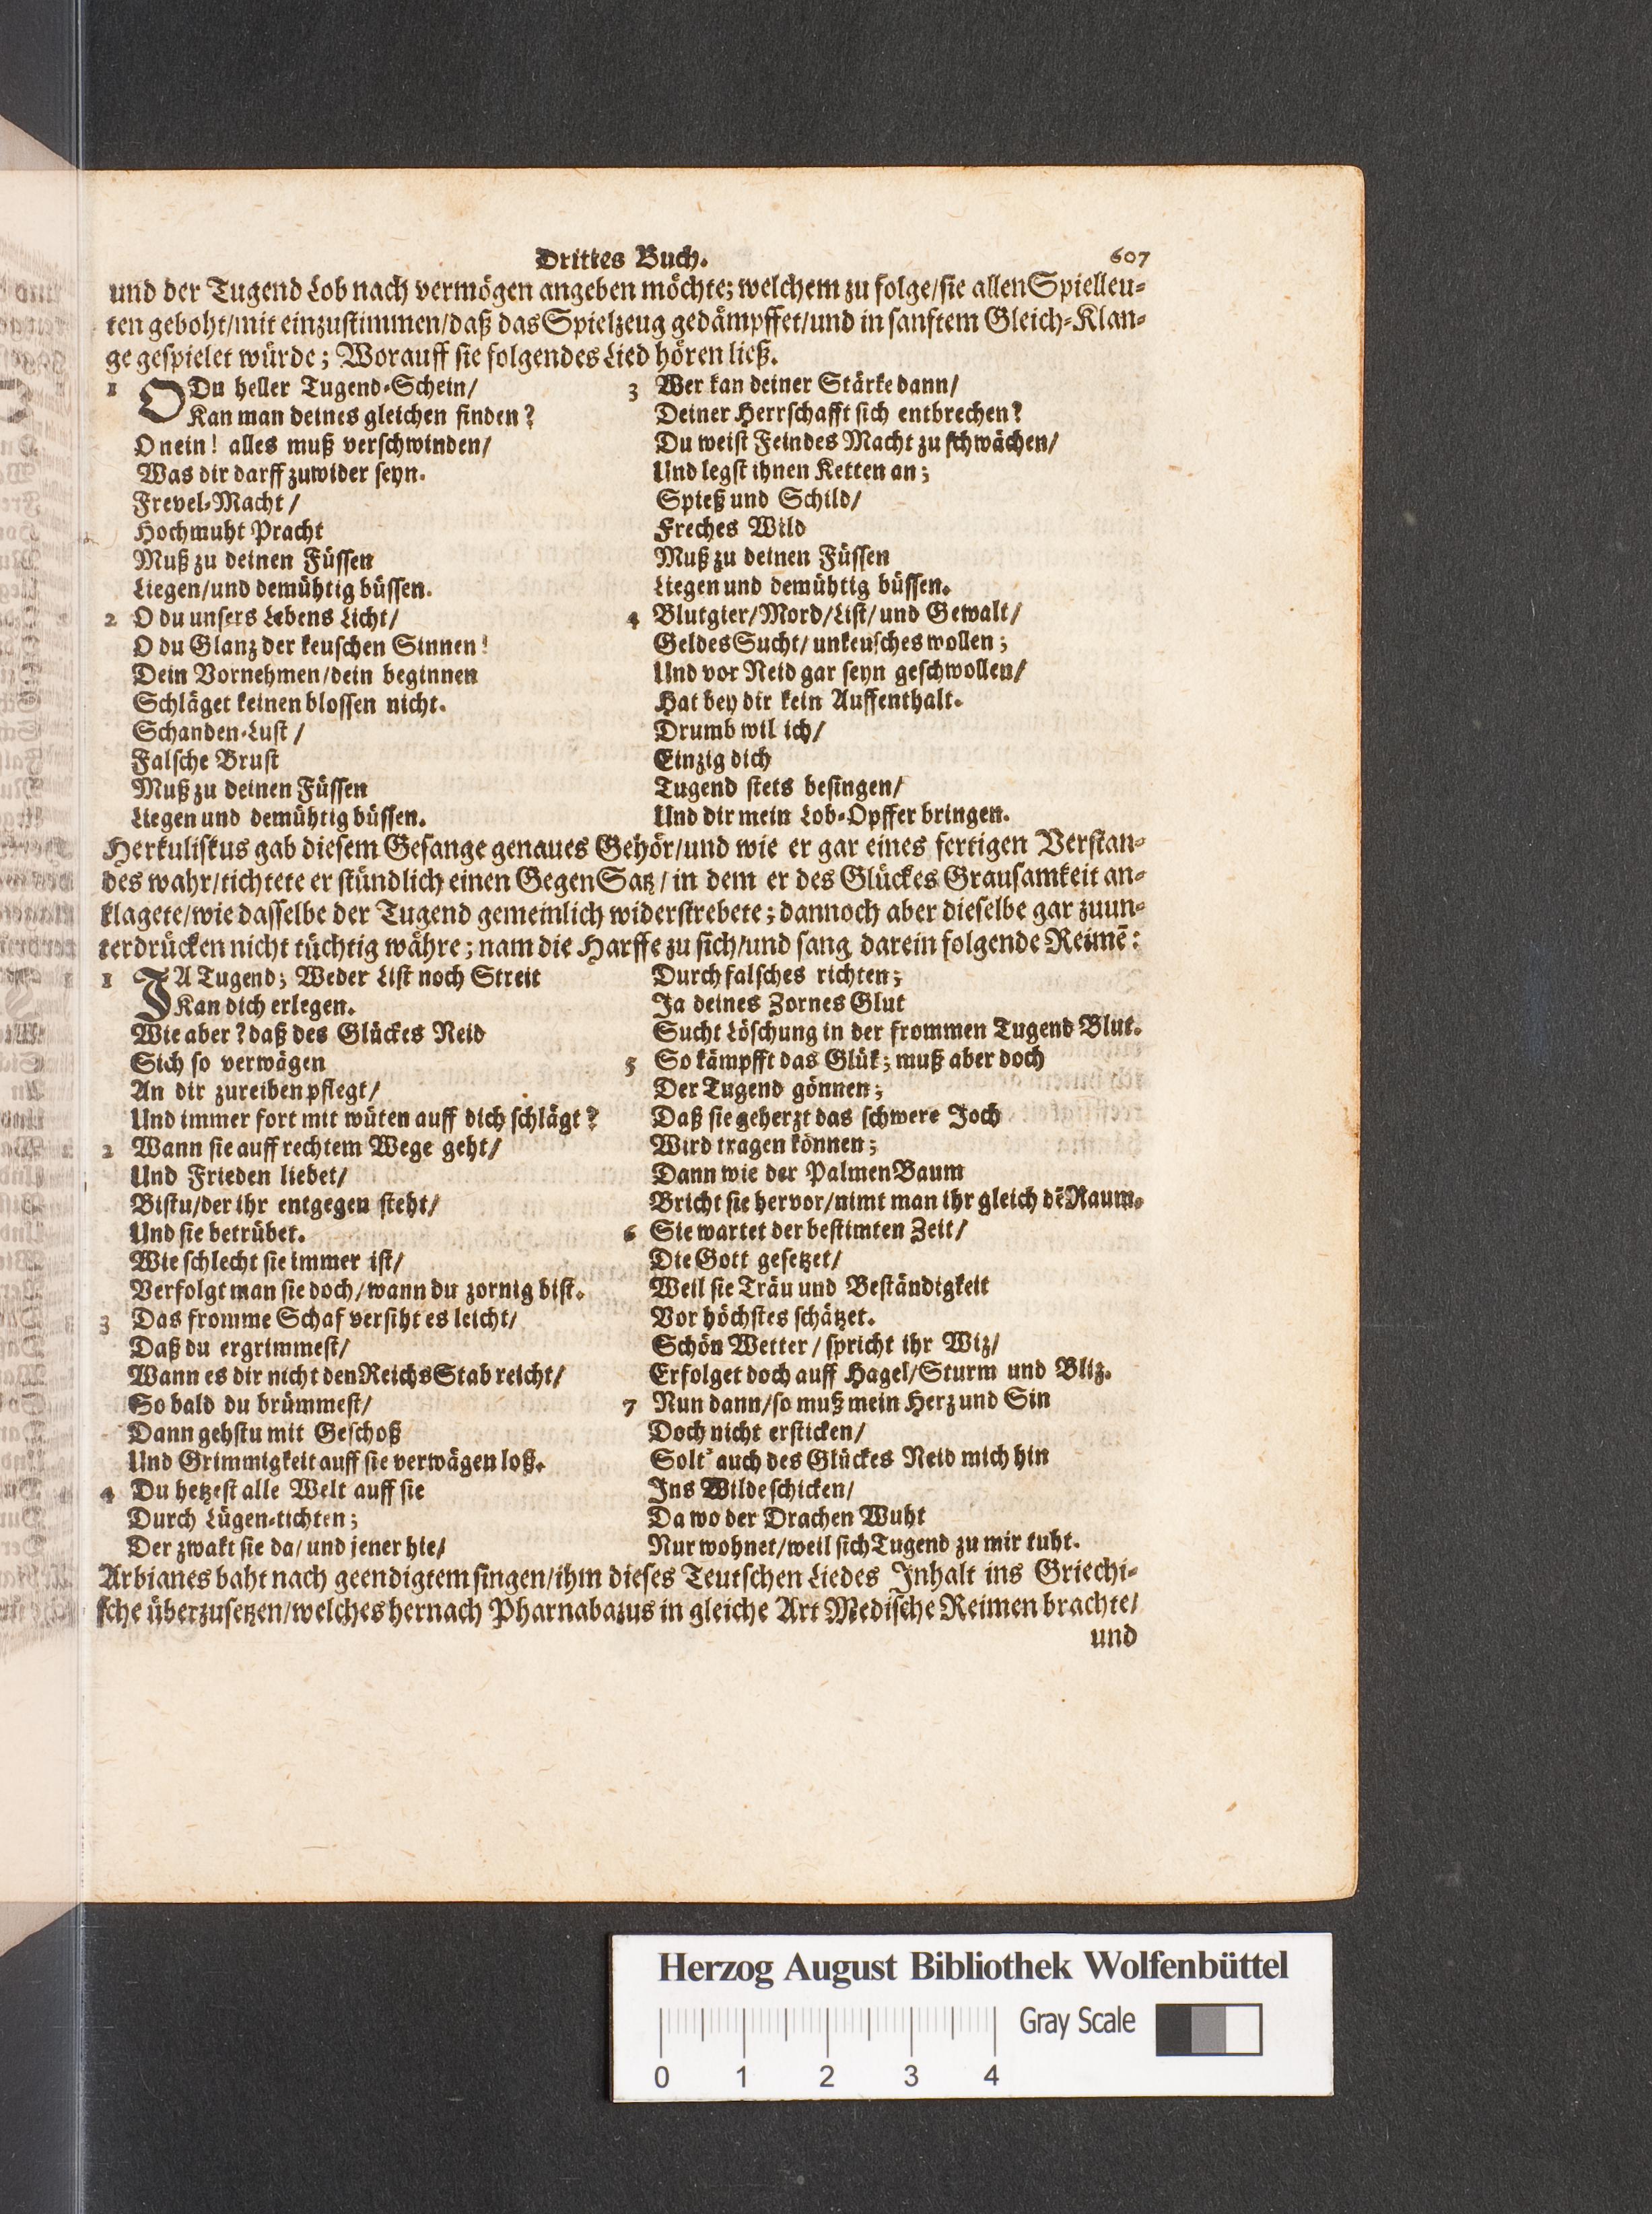 Drittes Buch. 607
und der Tugend Lob nach vermögen angeben möchte; welchem zu folge/sie allen Spielleu-
ten geboht/mit einzustimmen/daß das Spielzeug gedämpffet/und in sanftem Gleich-Klan-
ge gespielet würde; Worauff sie folgendes Lied hören ließ.
1 O Du heller Tugend-Schein/
Kan man deines gleichen finden?
O nein! alles muß verschwinden/
Was dir darff zuwider seyn.
Frevel-Macht/
Hochmuht Pracht
Muß zu deinen Füssen
Liegen/und demühtig büssen.
2 O du unsers Lebens Licht/
O du Glanz der keuschen Sinnen!
Dein Vornehmen/dein beginnen
Schläget keinen blossen nicht.
Schanden-Lust/
Falsche Brust
Muß zu deinen Füssen
Liegen und demühtig büssen.
3 Wer kan deiner Stärke dann/
Deiner Herrschafft sich entbrechen?
Du weist Feindes Macht zu schwächen/
Und legst ihnen Ketten an;
Spieß und Schild/
Freches Wild
Muß zu deinen Füssen
Liegen und demühtig büssen.
4 Blutgier/Mord/List/und Gewalt/
Geldes Sucht/unkeusches wollen;
Und vor Neid gar seyn geschwollen/
Hat bey dir kein Auffenthalt.
Drumb wil ich/
Einzig dich
Tugend stets besingen/
Und dir mein Lob-Opffer bringen.
Herkuliskus gab diesem Gesange genaues Gehör/und wie er gar eines fertigen Verstan-
des wahr/tichtete er stündlich einen GegenSatz/in dem er des Glückes Grausamkeit an-
klagete/wie dasselbe der Tugend gemeinlich widerstrebete; dannoch aber dieselbe gar zuun-
terdrücken nicht tüchtig währe; nam die Harffe zu sich/und sang darein folgende Reimē:
1 JA Tugend; Weder List noch Streit
Kan dich erlegen.
Wie aber? daß des Glückes Neid
Sich so verwägen
An dir zureiben pflegt/
Und immer fort mit wüten auff dich schlägt?
2 Wann sie auff rechtem Wege geht/
Und Frieden liebet/
Bistu/der ihr entgegen steht/
Und sie betrübet.
Wie schlecht sie immer ist/
Verfolgt man sie doch/wann du zornig bist.
3 Das fromme Schaf versiht es leicht/
Daß du ergrimmest/
Wann es dir nicht den ReichsStab reicht/
So bald du brümmest/
Dann gehstu mit Geschoß
Und Grimmigkeit auff sie verwägen loß.
4 Du hetzest alle Welt auff sie
Durch Lügen-tichten;
Der zwakt sie da/und jener hie/
Durch falsches richten;
Ja deines Zornes Glut
Sucht Löschung in der frommen Tugend Blut.
5 So kämpfft das Glük; muß aber doch
Der Tugend gönnen;
Daß sie geherzt das schwere Joch
Wird tragen können;
Dann wie der PalmenBaum
Bricht sie hervor/nimt man ihr gleich dē Raum.
6 Sie wartet der bestimten Zeit/
Die Gott gesetzet/
Weil sie Träu und Beständigkeit
Vor höchstes schätzet.
Schön Wetter/spricht ihr Wiz/
Erfolget doch auff Hagel/Sturm und Bliz.
7 Nun dann/so muß mein Herz und Sin
Doch nicht ersticken/
Solt' auch des Glückes Neid mich hin
Ins Wilde schicken/
Da wo der Drachen Wuht
Nur wohnet/weil sich Tugend zu mir tuht.
Arbianes baht nach geendigtem singen/ihm dieses Teutschen Liedes Inhalt ins Griechi-
sche überzusetzen/welches hernach Pharnabazus in gleiche Art Medische Reimen brachte/
und
Herzog August Bibliothek Wolfenbüttel
Gray Scale
0 1 2 3 4